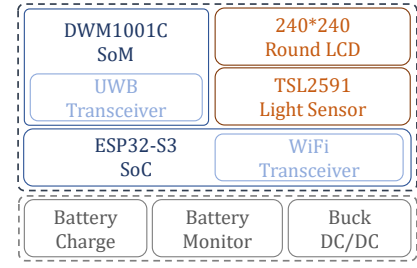 DWM1001C
SoM
UWB
Transceiver
240*240
Round LCD
TSL2591
Light Sensor
ESP32-S3
SoC
WiFi
Transceiver
Battery
Charge
Battery
Monitor
Buck
DC/DC